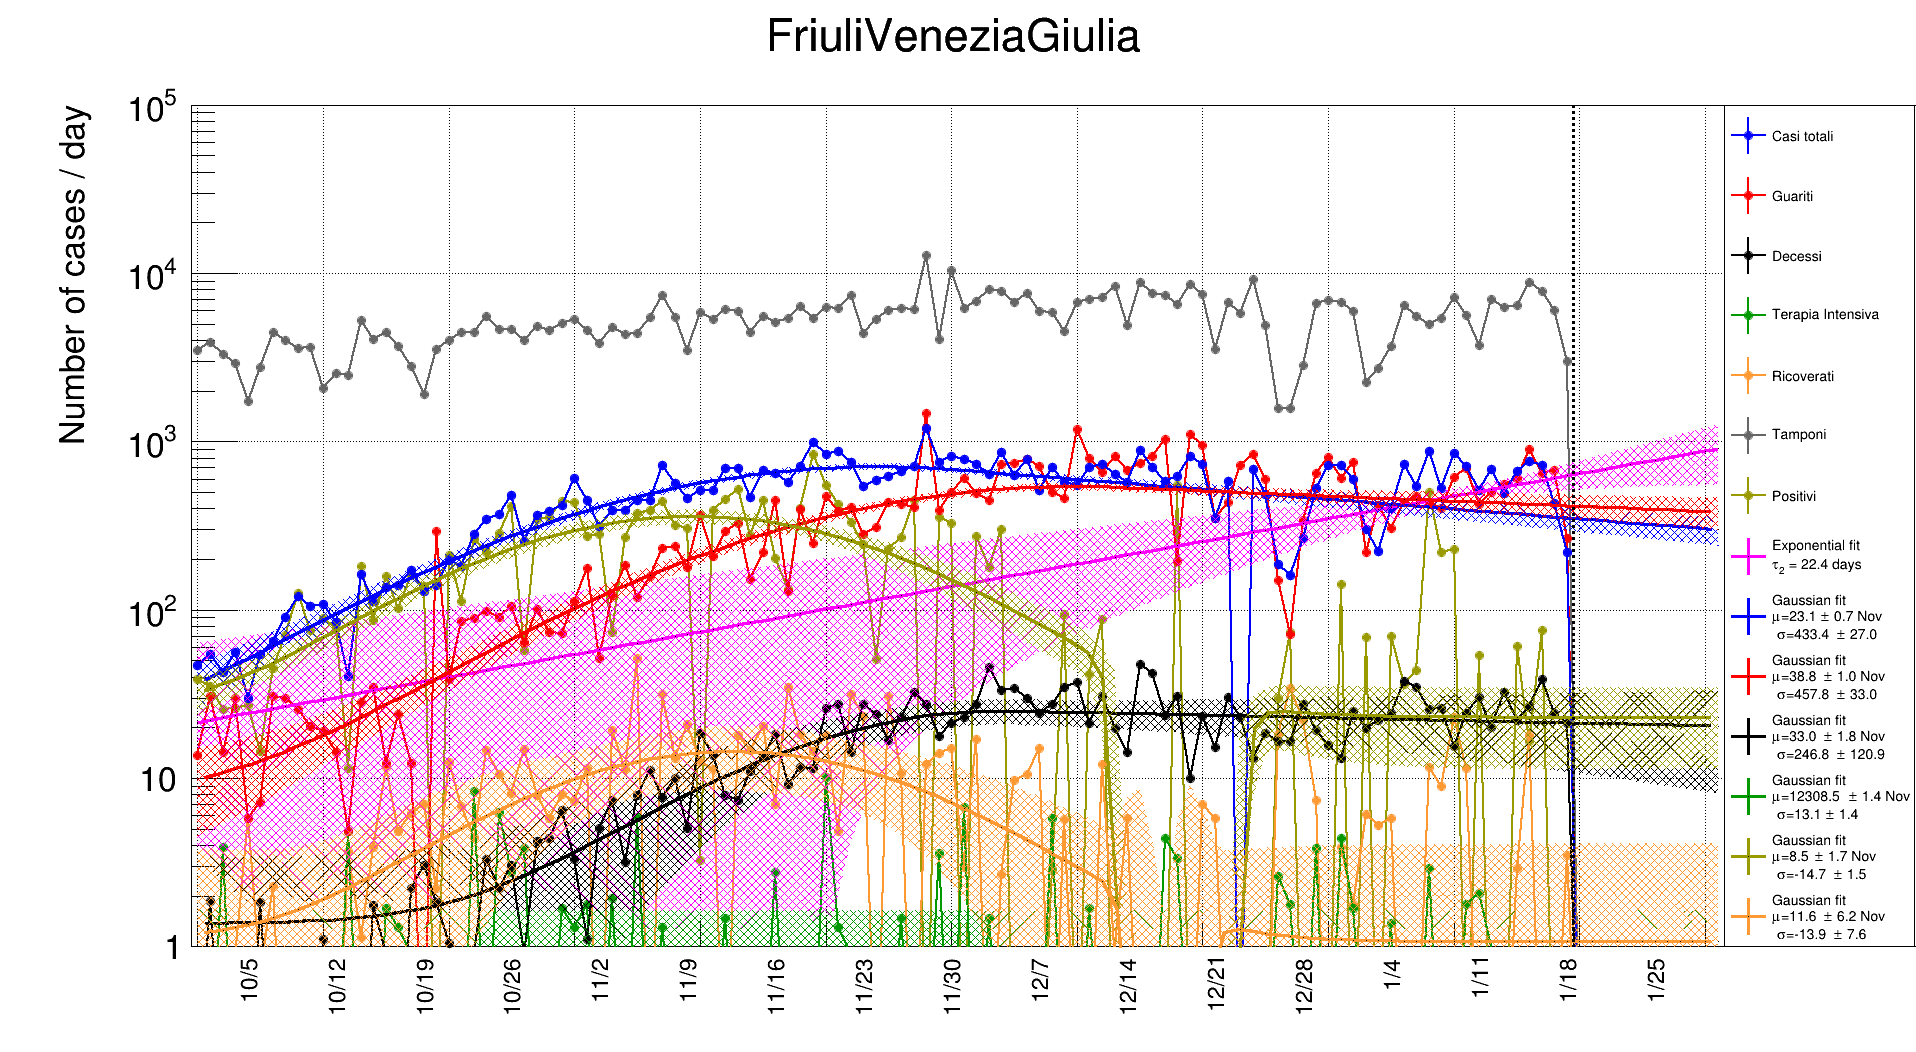 FriuliVeneziaGiulia
Number of cases / day
10^5
10^4
10^3
10^2
10
1
10/5
10/12
10/19
10/26
11/2
11/9
11/16
11/23
11/30
12/7
12/14
12/21
12/28
1/4
1/11
1/18
1/25
Casi totali
Guariti
Decessi
Terapia Intensiva
Ricoverati
Tamponi
Positivi
Exponential fit
τ₂ = 22.4 days
Gaussian fit
μ=23.1 ± 0.7 Nov
σ=433.4 ± 27.0
Gaussian fit
μ=38.8 ± 1.0 Nov
σ=457.8 ± 33.0
Gaussian fit
μ=33.0 ± 1.8 Nov
σ=246.8 ± 120.9
Gaussian fit
μ=12308.5 ± 1.4 Nov
σ=13.1 ± 1.4
Gaussian fit
μ=8.5 ± 1.7 Nov
σ=-14.7 ± 1.5
Gaussian fit
μ=11.6 ± 6.2 Nov
σ=-13.9 ± 7.6